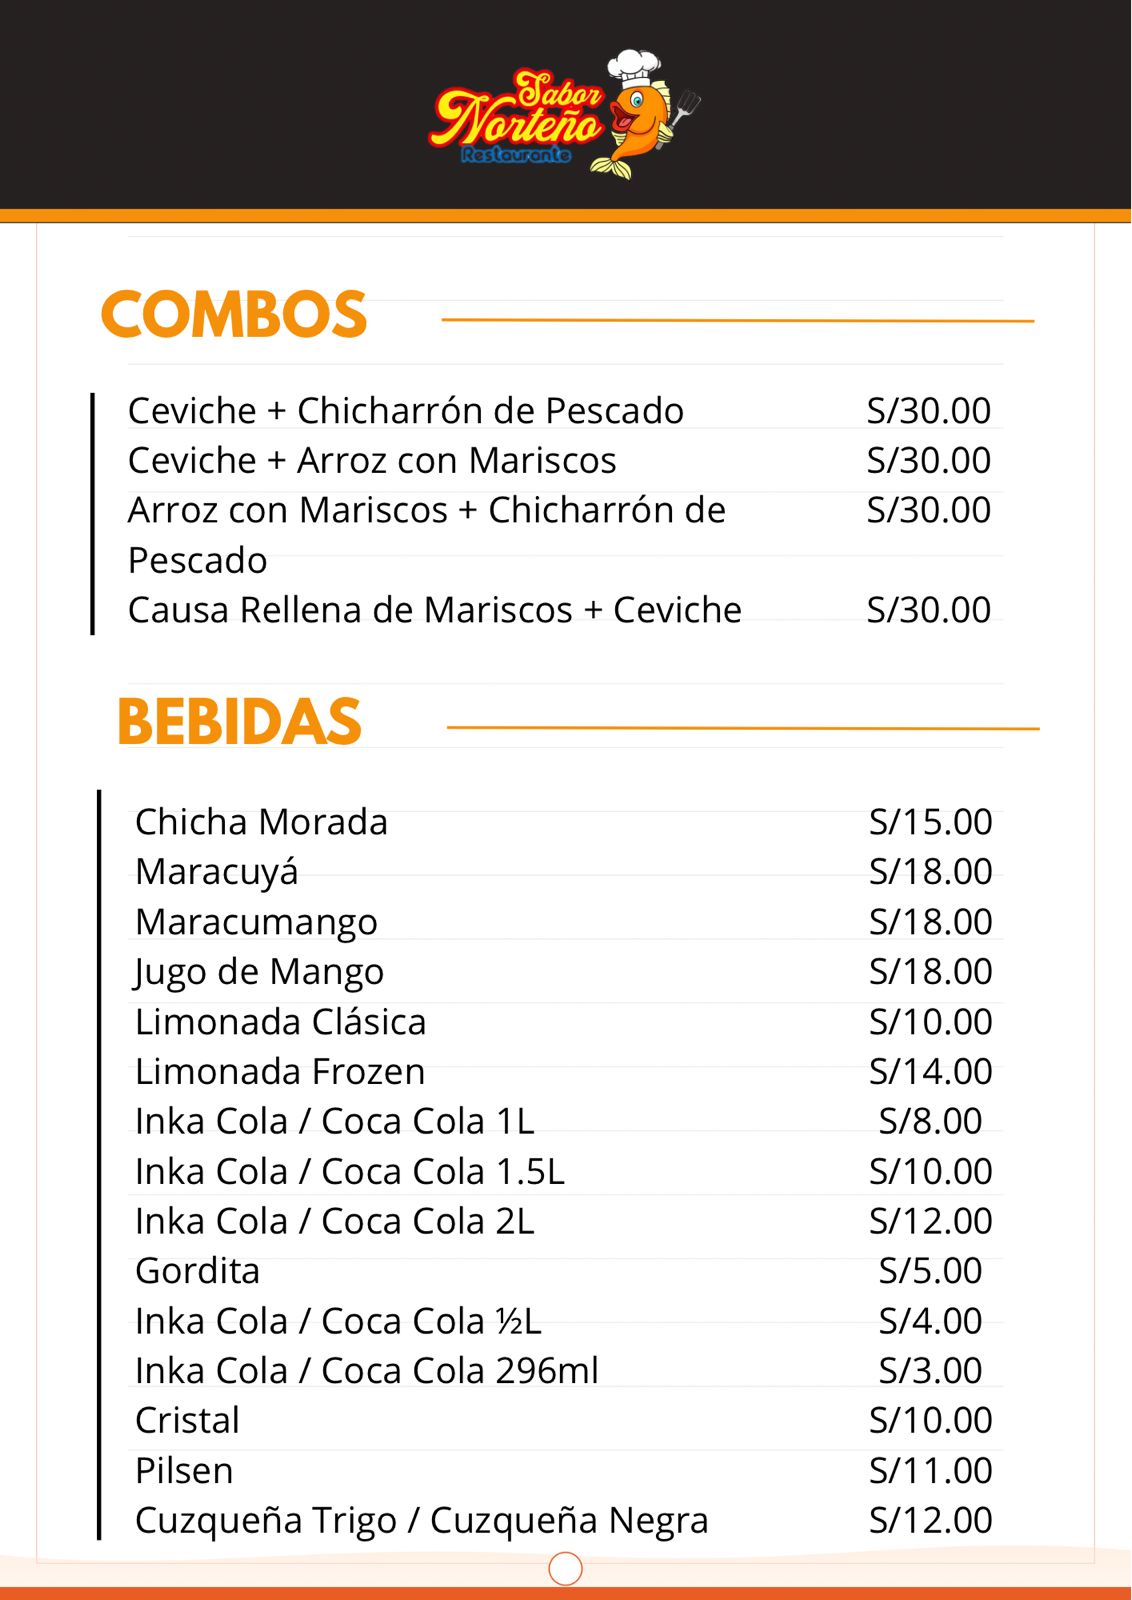 Sabor
Norteño
Restaurante
COMBOS
Ceviche + Chicharrón de Pescado S/30.00
Ceviche + Arroz con Mariscos S/30.00
Arroz con Mariscos + Chicharrón de S/30.00
Pescado
Causa Rellena de Mariscos + Ceviche S/30.00
BEBIDAS
Chicha Morada S/15.00
Maracuyá S/18.00
Maracumango S/18.00
Jugo de Mango S/18.00
Limonada Clásica S/10.00
Limonada Frozen S/14.00
Inka Cola / Coca Cola 1L S/8.00
Inka Cola / Coca Cola 1.5L S/10.00
Inka Cola / Coca Cola 2L S/12.00
Gordita S/5.00
Inka Cola / Coca Cola ½L S/4.00
Inka Cola / Coca Cola 296ml S/3.00
Cristal S/10.00
Pilsen S/11.00
Cuzqueña Trigo / Cuzqueña Negra S/12.00